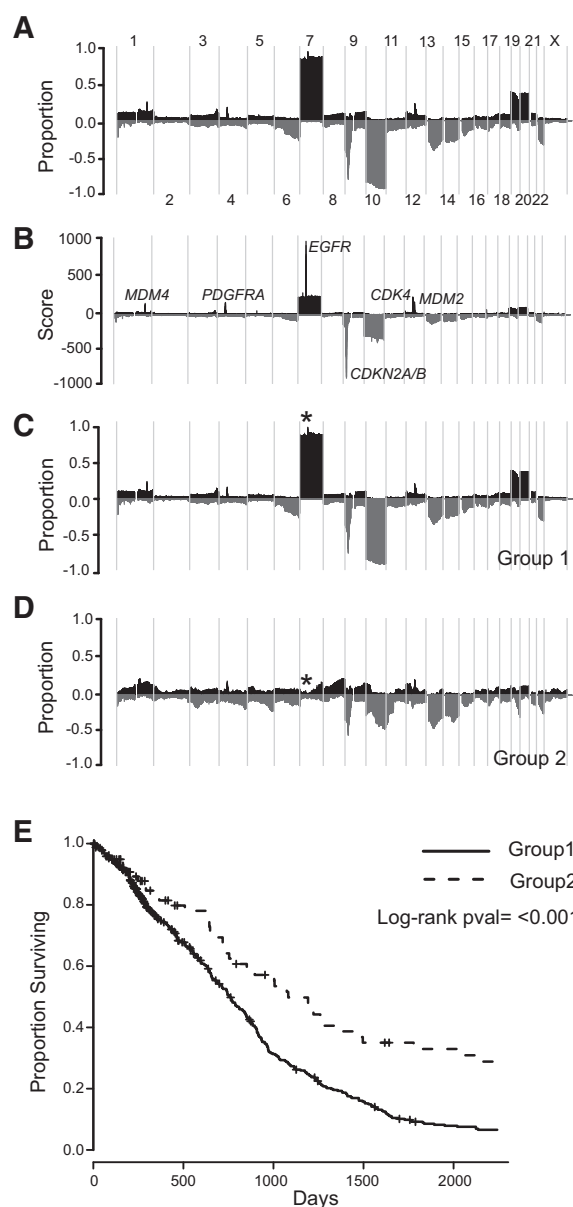 A
1 3 5 7 9 11 13 15 17 19 21 X
Proportion
1.0
0.5
0.0
-0.5
-1.0
2 4 6 8 10 12 14 16 18 20 22
B
Score
1000
500
0
-500
-1000
MDM4
PDGFRA
EGFR
CDK4
MDM2
CDKN2A/B
C
Proportion
1.0
0.5
0.0
-0.5
-1.0
*
Group 1
D
Proportion
1.0
0.5
0.0
-0.5
-1.0
*
Group 2
E
Proportion Surviving
1.0
0.8
0.6
0.4
0.2
0.0
Group1
Group2
Log-rank pval= <0.001
0 500 1000 1500 2000
Days